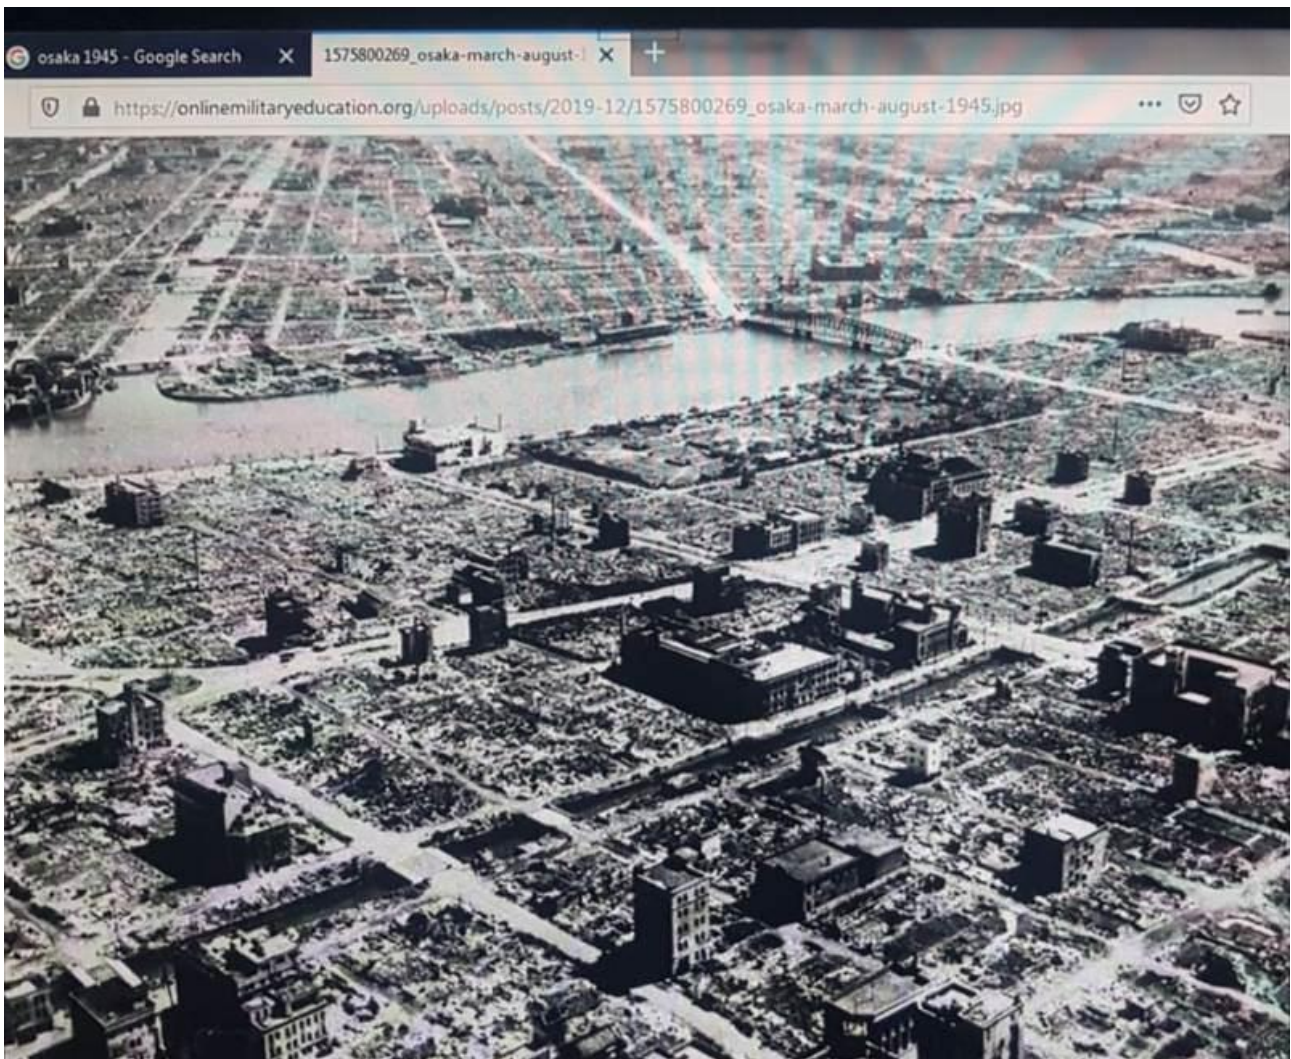 osaka 1945 - Google Search
1575800269_osaka-march-august-
https://onlinemilitaryeducation.org/uploads/posts/2019-12/1575800269_osaka-march-august-1945.jpg